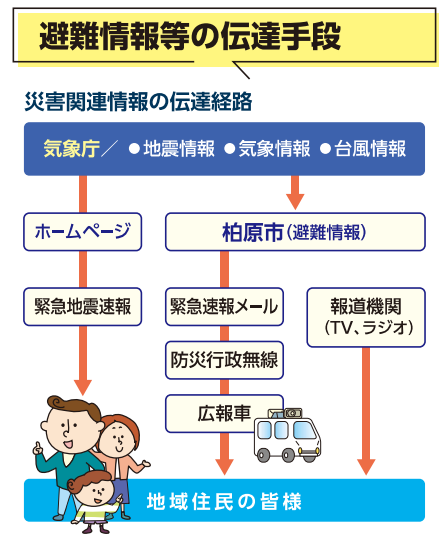 避難情報等の伝達手段
災害関連情報の伝達経路
気象庁／ ●地震情報 ●気象情報 ●台風情報
ホームページ
柏原市(避難情報)
緊急地震速報
緊急速報メール
報道機関
(TV、ラジオ)
防災行政無線
広報車
地域住民の皆様